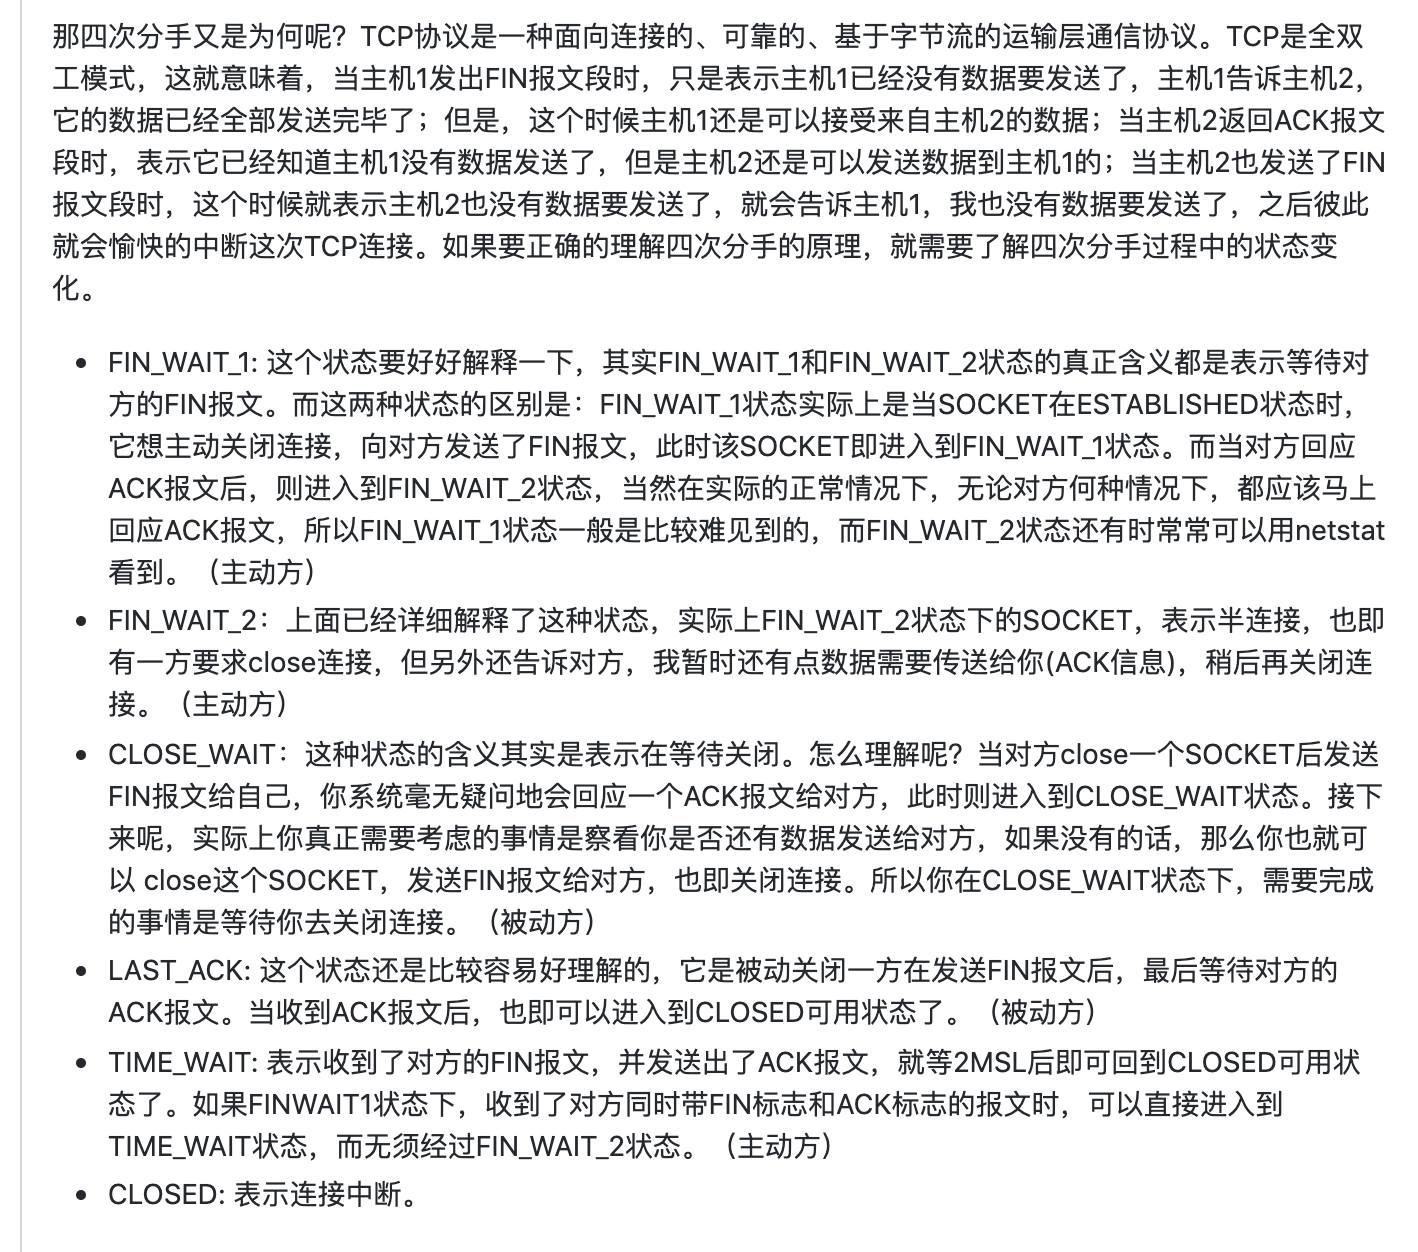 那四次分手又是为何呢？TCP协议是一种面向连接的、可靠的、基于字节流的运输层通信协议。TCP是全双
工模式，这就意味着，当主机1发出FIN报文段时，只是表示主机1已经没有数据要发送了，主机1告诉主机2，
它的数据已经全部发送完毕了；但是，这个时候主机1还是可以接受来自主机2的数据；当主机2返回ACK报文
段时，表示它已经知道主机1没有数据发送了，但是主机2还是可以发送数据到主机1的；当主机2也发送了FIN
报文段时，这个时候就表示主机2也没有数据要发送了，就会告诉主机1，我也没有数据要发送了，之后彼此
就会愉快的中断这次TCP连接。如果要正确的理解四次分手的原理，就需要了解四次分手过程中的状态变
化。
• FIN_WAIT_1: 这个状态要好好解释一下，其实FIN_WAIT_1和FIN_WAIT_2状态的真正含义都是表示等待对
方的FIN报文。而这两种状态的区别是：FIN_WAIT_1状态实际上是当SOCKET在ESTABLISHED状态时，
它想主动关闭连接，向对方发送了FIN报文，此时该SOCKET即进入到FIN_WAIT_1状态。而当对方回应
ACK报文后，则进入到FIN_WAIT_2状态，当然在实际的正常情况下，无论对方何种情况下，都应该马上
回应ACK报文，所以FIN_WAIT_1状态一般是比较难见到的，而FIN_WAIT_2状态还有时常常可以用netstat
看到。（主动方）
• FIN_WAIT_2：上面已经详细解释了这种状态，实际上FIN_WAIT_2状态下的SOCKET，表示半连接，也即
有一方要求close连接，但另外还告诉对方，我暂时还有点数据需要传送给你(ACK信息)，稍后再关闭连
接。（主动方）
• CLOSE_WAIT：这种状态的含义其实是表示在等待关闭。怎么理解呢？当对方close一个SOCKET后发送
FIN报文给自己，你系统毫无疑问地会回应一个ACK报文给对方，此时则进入到CLOSE_WAIT状态。接下
来呢，实际上你真正需要考虑的事情是察看你是否还有数据发送给对方，如果没有的话，那么你也就可
以 close这个SOCKET，发送FIN报文给对方，也即关闭连接。所以你在CLOSE_WAIT状态下，需要完成
的事情是等待你去关闭连接。（被动方）
• LAST_ACK: 这个状态还是比较容易好理解的，它是被动关闭一方在发送FIN报文后，最后等待对方的
ACK报文。当收到ACK报文后，也即可以进入到CLOSED可用状态了。（被动方）
• TIME_WAIT: 表示收到了对方的FIN报文，并发送出了ACK报文，就等2MSL后即可回到CLOSED可用状
态了。如果FINWAIT1状态下，收到了对方同时带FIN标志和ACK标志的报文时，可以直接进入到
TIME_WAIT状态，而无须经过FIN_WAIT_2状态。（主动方）
• CLOSED: 表示连接中断。